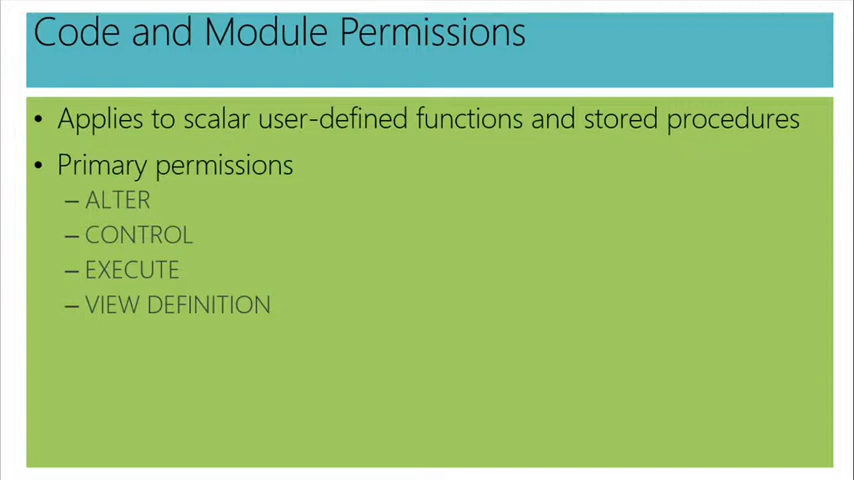 Code and Module Permissions
• Applies to scalar user-defined functions and stored procedures
• Primary permissions
– ALTER
– CONTROL
– EXECUTE
– VIEW DEFINITION